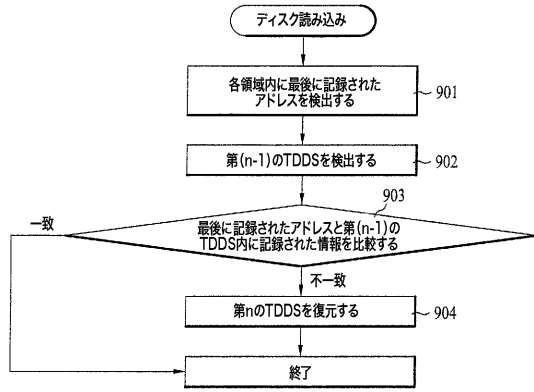 ディスク読み込み
各領域内に最後に記録された
アドレスを検出する
901
第(n-1)のTDDSを検出する
902
903
一致
最後に記録されたアドレスと第(n-1)の
TDDS内に記録された情報を比較する
不一致
第nのTDDSを復元する
904
終了